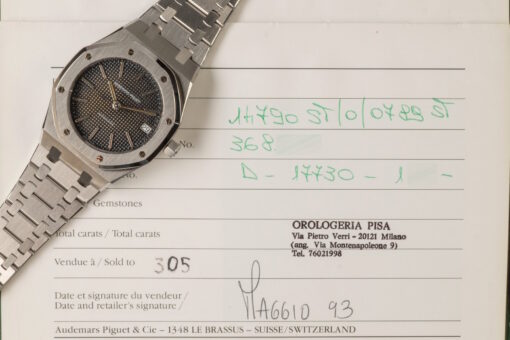 14790 ST/0/0789 ST
No. 368
D - 17730 - 1 -
Gemstones
Total carats / Total carats
OROLOGERIA PISA
Via Pietro Verri - 20121 Milano
(ang. Via Montenapoleone 9)
Tel. 76021998
Vendue à / Sold to 305
Date et signature du vendeur/
Date and retailer's signature/ MAGGIO 93
Audemars Piguet & Cie – 1348 LE BRASSUS – SUISSE/SWITZERLAND